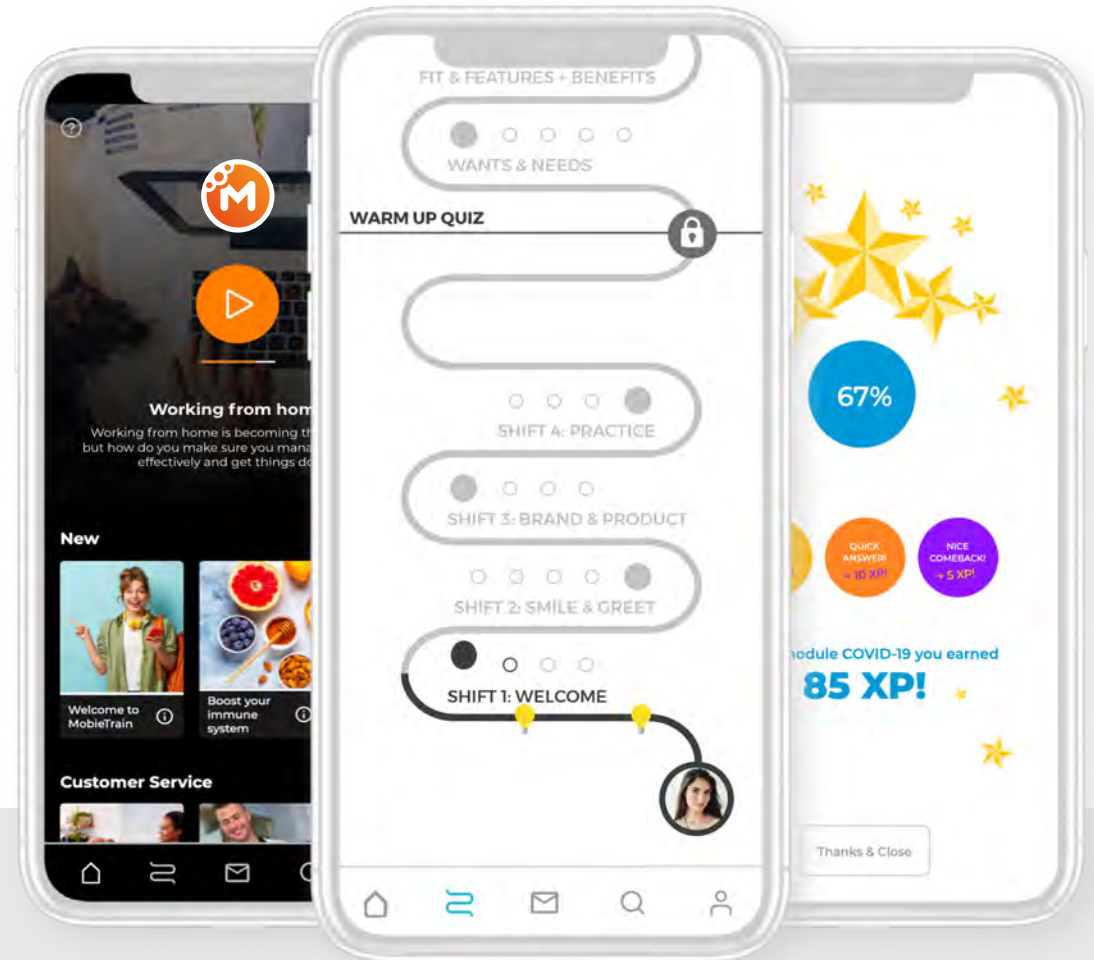 ?
M
Working from hom
Working from home is becoming th
but how do you make sure you mana
effectively and get things do
New
Welcome to
MobieTrain
Boost your
immune
system
Customer Service
FIT & FEATURES + BENEFITS
WANTS & NEEDS
WARM UP QUIZ
SHIFT 4: PRACTICE
SHIFT 3: BRAND & PRODUCT
SHIFT 2: SMILE & GREET
SHIFT 1: WELCOME
67%
QUICK
ANSWER!
+ 10 XP!
NICE
COMEBACK!
+ 5 XP!
module COVID-19 you earned
85 XP!
Thanks & Close